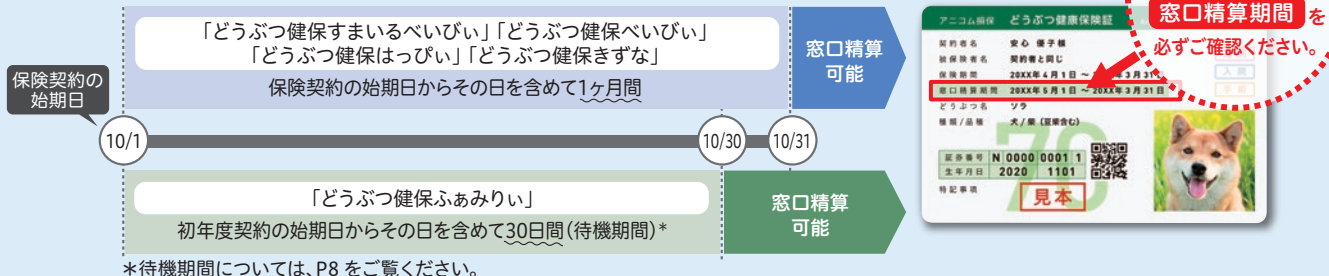 「どうぶつ健保すまいるべいびぃ」「どうぶつ健保べいびぃ」
「どうぶつ健保はっぴぃ」「どうぶつ健保きずな」
保険契約の始期日からその日を含めて1ヶ月間
窓口精算
可能
保険契約の
始期日
10/1
10/30
10/31
「どうぶつ健保ふぁみりぃ」
初年度契約の始期日からその日を含めて30日間(待機期間)*
窓口精算
可能
*待機期間については、P8 をご覧ください。
アニコム損保 どうぶつ健康保険証
契約者名 安心 優子様
被保険者名 契約者と同じ
保険期間 20XX年4月1日 ~ 年3月31日
窓口精算期間 20XX年5月1日 ~ 20XX年3月31日
どうぶつ名 ソラ
種類/品種 犬/柴(豆柴含む)
70
証券番号 N 0000 0001 1
生年月日 2020 1101
特記事項
見本
窓口精算期間 を
必ずご確認ください。
入院
手術